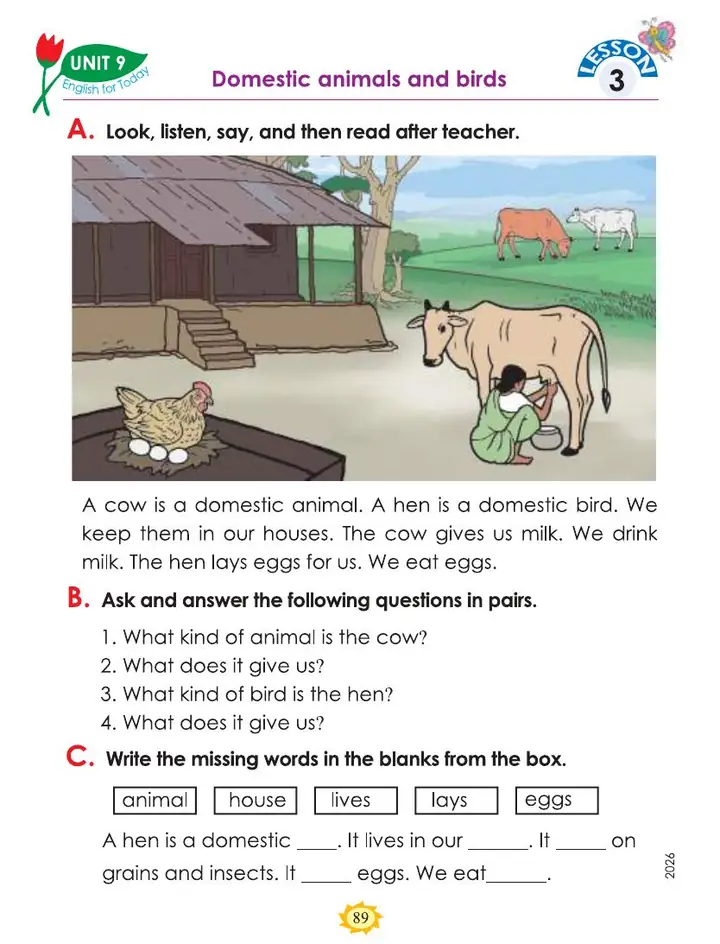 UNIT 9
English for Today
Domestic animals and birds
LESSON
3
A. Look, listen, say, and then read after teacher.
A cow is a domestic animal. A hen is a domestic bird. We
keep them in our houses. The cow gives us milk. We drink
milk. The hen lays eggs for us. We eat eggs.
B. Ask and answer the following questions in pairs.
1. What kind of animal is the cow?
2. What does it give us?
3. What kind of bird is the hen?
4. What does it give us?
C. Write the missing words in the blanks from the box.
animal house lives lays eggs
A hen is a domestic ____. It lives in our ______. It _____ on
grains and insects. It _____ eggs. We eat______.
2026
89